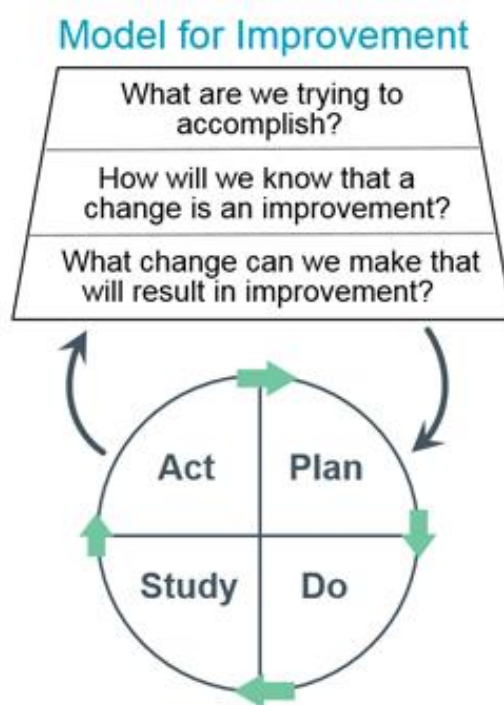 Model for Improvement
What are we trying to
accomplish?
How will we know that a
change is an improvement?
What change can we make that
will result in improvement?
Act
Plan
Study
Do